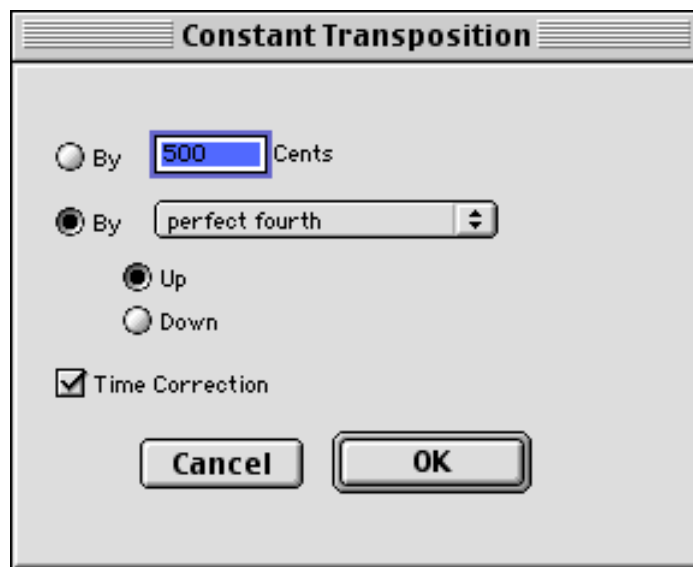 Constant Transposition
By 500 Cents
By perfect fourth
Up
Down
Time Correction
Cancel OK